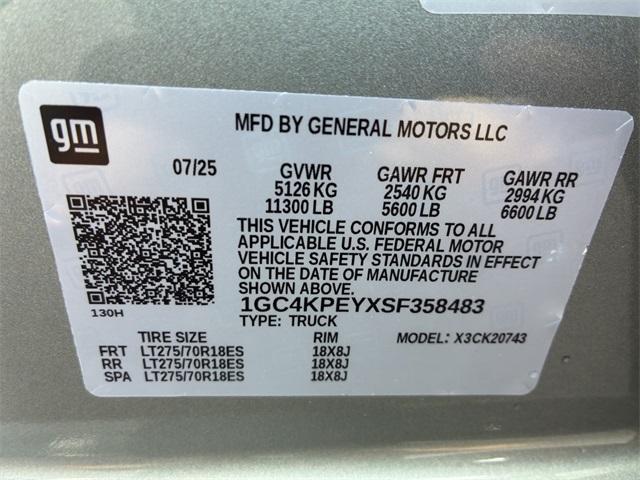 gm
MFD BY GENERAL MOTORS LLC
07/25
GVWR GAWR FRT GAWR RR
5126 KG 2540 KG 2994 KG
11300 LB 5600 LB 6600 LB
THIS VEHICLE CONFORMS TO ALL
APPLICABLE U.S. FEDERAL MOTOR
VEHICLE SAFETY STANDARDS IN EFFECT
ON THE DATE OF MANUFACTURE
SHOWN ABOVE.
1GC4KPEYXSF358483
130H
TYPE: TRUCK
MODEL: X3CK20743
TIRE SIZE RIM
FRT LT275/70R18ES 18X8J
RR LT275/70R18ES 18X8J
SPA LT275/70R18ES 18X8J